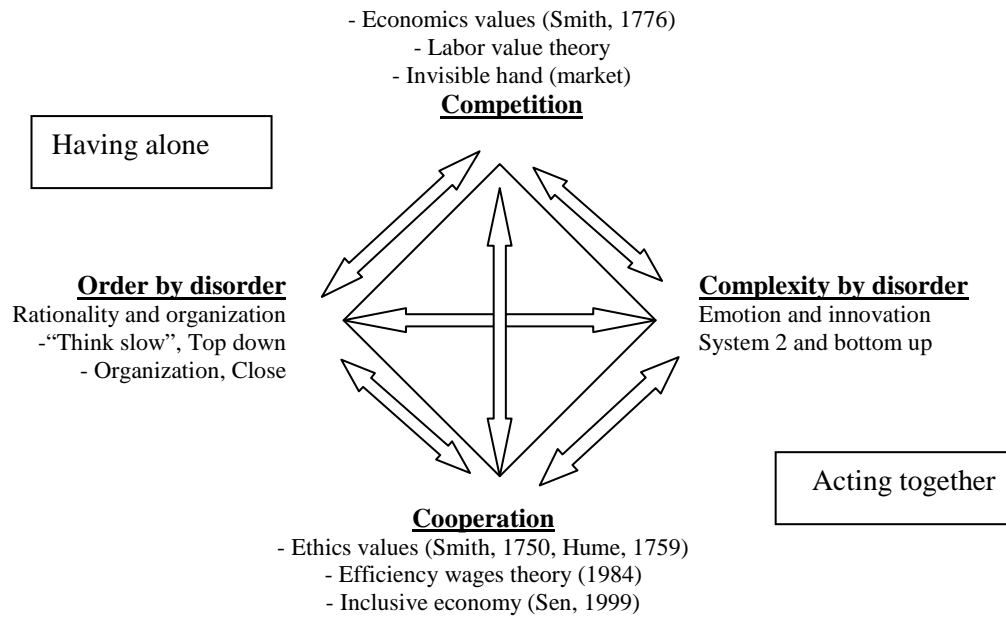 - Economics values (Smith, 1776)
- Labor value theory
- Invisible hand (market)
Competition
Having alone
Order by disorder
Rationality and organization
-“Think slow”, Top down
- Organization, Close
Complexity by disorder
Emotion and innovation
System 2 and bottom up
Acting together
Cooperation
- Ethics values (Smith, 1750, Hume, 1759)
- Efficiency wages theory (1984)
- Inclusive economy (Sen, 1999)